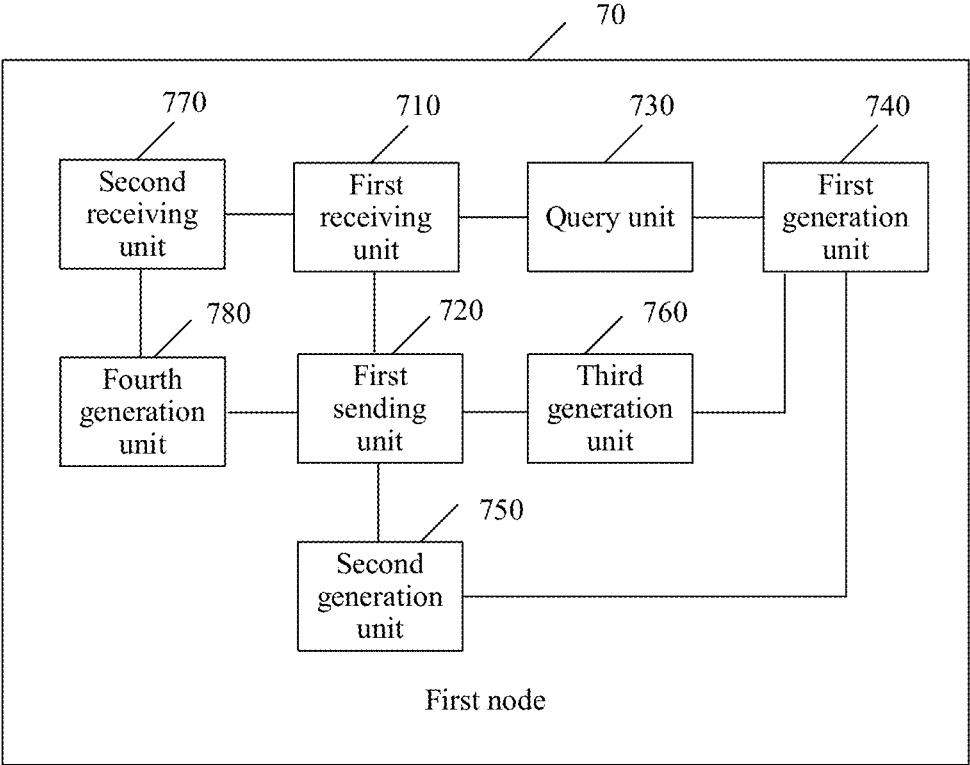 70
770
710
730
740
Second
receiving
unit
First
receiving
unit
Query unit
First
generation
unit
780
720
760
Fourth
generation
unit
First
sending
unit
Third
generation
unit
750
Second
generation
unit
First node